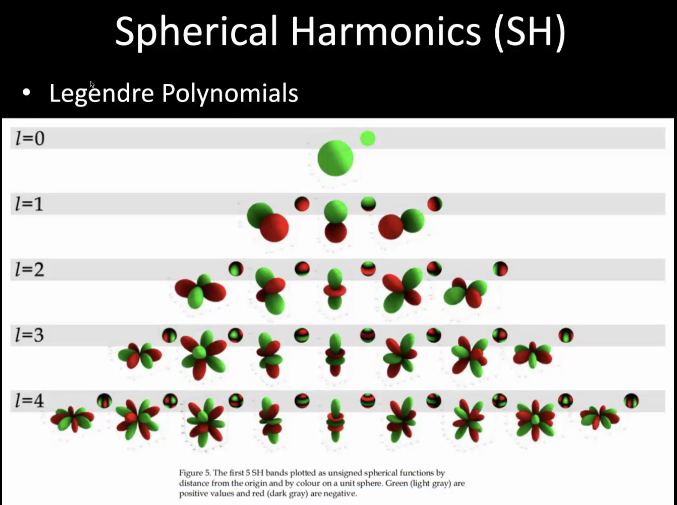 Spherical Harmonics (SH)
• Legendre Polynomials
l=0
l=1
l=2
l=3
l=4
Figure 5. The first 5 SH bands plotted as unsigned spherical functions by
distance from the origin and by colour on a unit sphere. Green (light gray) are
positive values and red (dark gray) are negative.